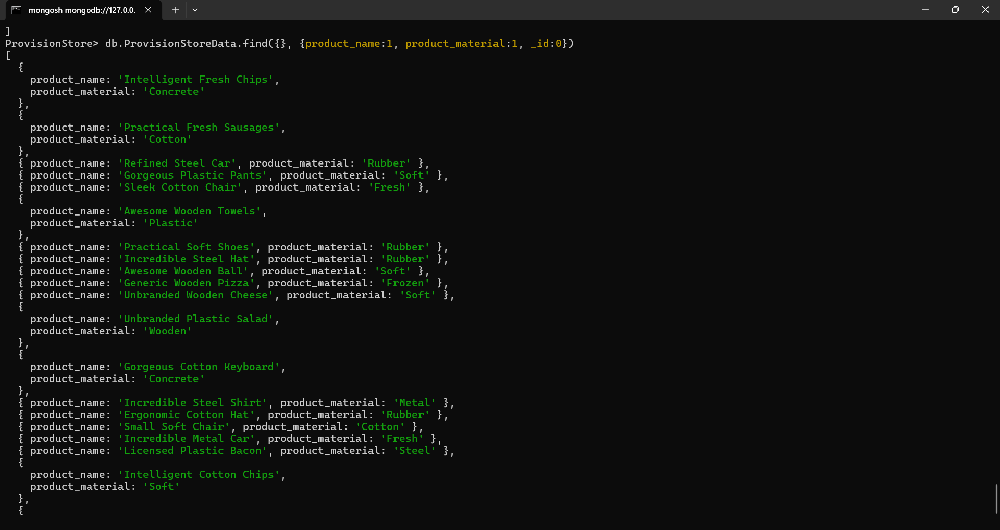 mongosh mongodb://127.0.0.
]
ProvisionStore> db.ProvisionStoreData.find({}, {product_name:1, product_material:1, _id:0})
[
  {
    product_name: 'Intelligent Fresh Chips',
    product_material: 'Concrete'
  },
  {
    product_name: 'Practical Fresh Sausages',
    product_material: 'Cotton'
  },
  { product_name: 'Refined Steel Car', product_material: 'Rubber' },
  { product_name: 'Gorgeous Plastic Pants', product_material: 'Soft' },
  { product_name: 'Sleek Cotton Chair', product_material: 'Fresh' },
  {
    product_name: 'Awesome Wooden Towels',
    product_material: 'Plastic'
  },
  { product_name: 'Practical Soft Shoes', product_material: 'Rubber' },
  { product_name: 'Incredible Steel Hat', product_material: 'Rubber' },
  { product_name: 'Awesome Wooden Ball', product_material: 'Soft' },
  { product_name: 'Generic Wooden Pizza', product_material: 'Frozen' },
  { product_name: 'Unbranded Wooden Cheese', product_material: 'Soft' },
  {
    product_name: 'Unbranded Plastic Salad',
    product_material: 'Wooden'
  },
  {
    product_name: 'Gorgeous Cotton Keyboard',
    product_material: 'Concrete'
  },
  { product_name: 'Incredible Steel Shirt', product_material: 'Metal' },
  { product_name: 'Ergonomic Cotton Hat', product_material: 'Rubber' },
  { product_name: 'Small Soft Chair', product_material: 'Cotton' },
  { product_name: 'Incredible Metal Car', product_material: 'Fresh' },
  { product_name: 'Licensed Plastic Bacon', product_material: 'Steel' },
  {
    product_name: 'Intelligent Cotton Chips',
    product_material: 'Soft'
  },
  {